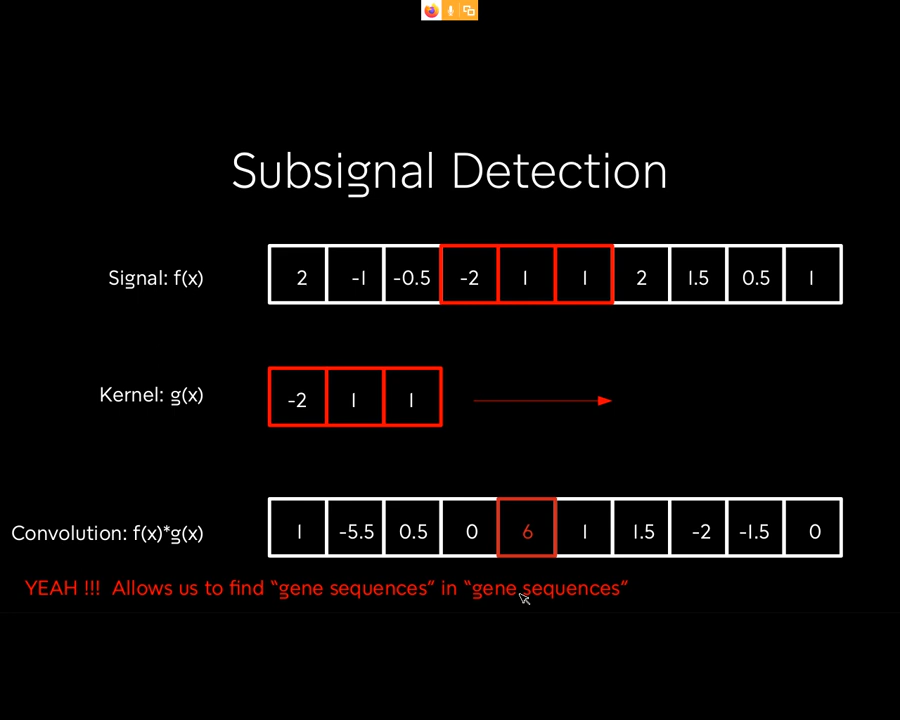 Subsignal Detection
Signal: f(x) 2 -1 -0.5 -2 1 1 2 1.5 0.5 1
Kernel: g(x) -2 1 1
Convolution: f(x)*g(x) 1 -5.5 0.5 0 6 1 1.5 -2 -1.5 0
YEAH !!! Allows us to find “gene sequences” in “gene sequences”